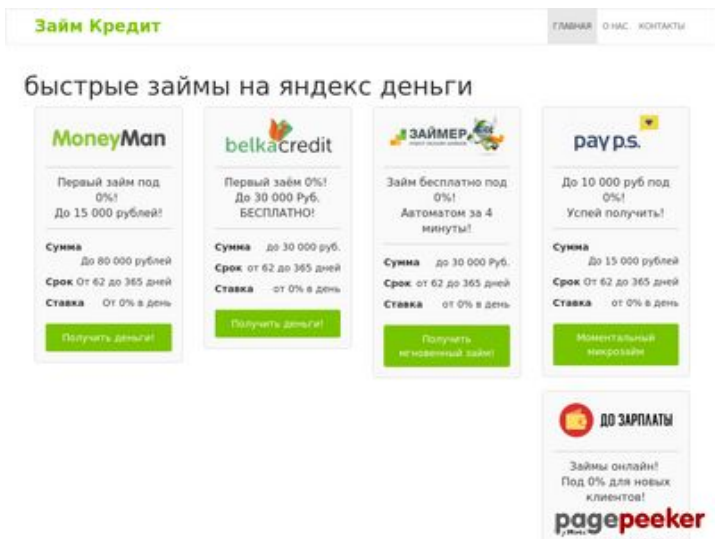 Займ Кредит
ГЛАВНАЯ О НАС КОНТАКТЫ
быстрые займы на яндекс деньги
MoneyMan
Первый займ под
0%!
До 15 000 рублей!
Сумма
До 80 000 рублей
Срок От 62 до 365 дней
Ставка От 0% в день
Получить деньги!
belkacredit
Первый заём 0%!
До 30 000 Руб.
БЕСПЛАТНО!
Сумма до 30 000 руб.
Срок от 62 до 365 дней
Ставка от 0% в день
Получить деньги!
ЗАЙМЕР
Займ бесплатно под
0%!
Автоматом за 4
минуты!
Сумма до 30 000 Руб.
Срок от 62 до 365 дней
Ставка от 0% в день
Получить
мгновенный займ!
pay p.s.
До 10 000 руб под
0%!
Успей получить!
Сумма
До 15 000 рублей
Срок От 62 до 365 дней
Ставка от 0% в день
Моментальный
микрозайм
ДО ЗАРПЛАТЫ
Займы онлайн!
Под 0% для новых
клиентов!
pagepeeker